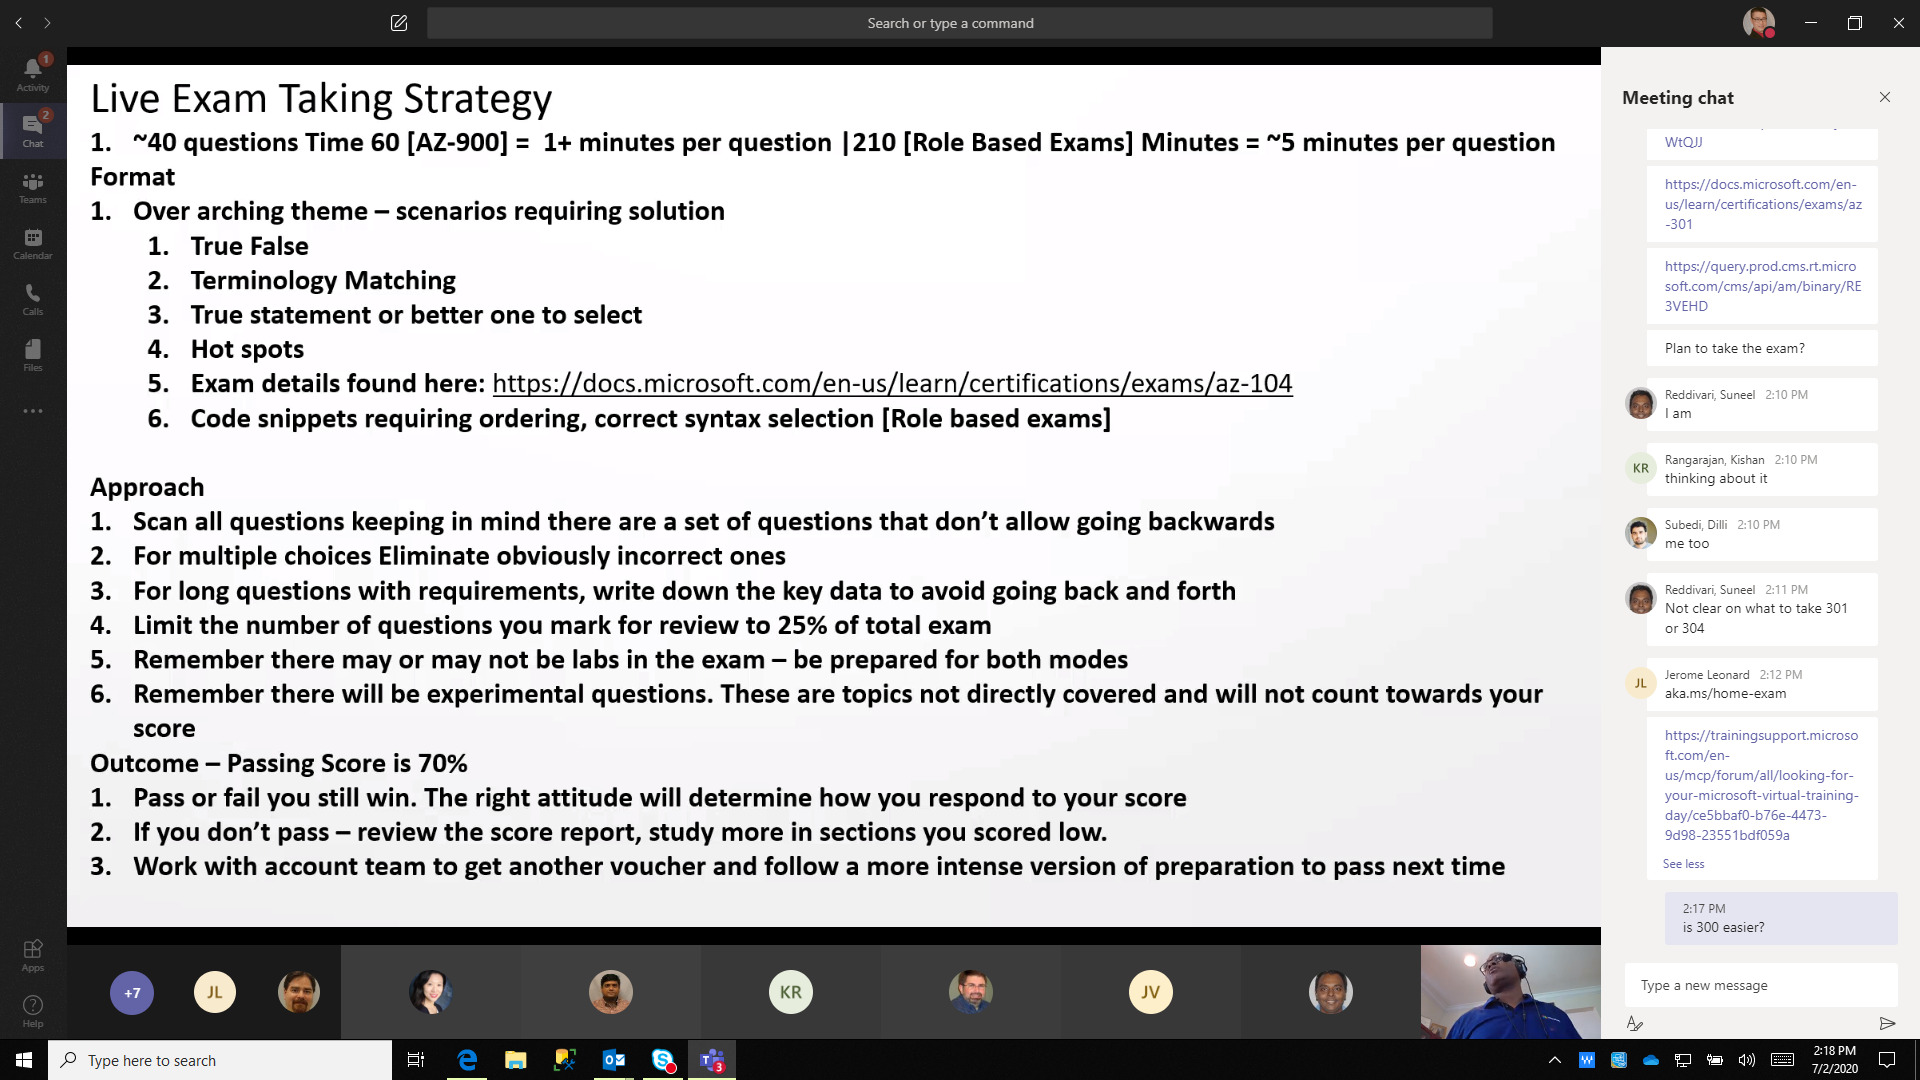 Search or type a command
Activity
1
Chat
2
Teams
Calendar
Calls
Files
Apps
Help
Live Exam Taking Strategy
1. ~40 questions Time 60 [AZ-900] = 1+ minutes per question |210 [Role Based Exams] Minutes = ~5 minutes per question
Format
1. Over arching theme – scenarios requiring solution
1. True False
2. Terminology Matching
3. True statement or better one to select
4. Hot spots
5. Exam details found here: https://docs.microsoft.com/en-us/learn/certifications/exams/az-104
6. Code snippets requiring ordering, correct syntax selection [Role based exams]
Approach
1. Scan all questions keeping in mind there are a set of questions that don’t allow going backwards
2. For multiple choices Eliminate obviously incorrect ones
3. For long questions with requirements, write down the key data to avoid going back and forth
4. Limit the number of questions you mark for review to 25% of total exam
5. Remember there may or may not be labs in the exam – be prepared for both modes
6. Remember there will be experimental questions. These are topics not directly covered and will not count towards your
score
Outcome – Passing Score is 70%
1. Pass or fail you still win. The right attitude will determine how you respond to your score
2. If you don’t pass – review the score report, study more in sections you scored low.
3. Work with account team to get another voucher and follow a more intense version of preparation to pass next time
+7
JL
KR
JV
Meeting chat
WtQJJ
https://docs.microsoft.com/en-
us/learn/certifications/exams/az
-301
https://query.prod.cms.rt.micro
soft.com/cms/api/am/binary/RE
3VEHD
Plan to take the exam?
Reddivari, Suneel 2:10 PM
I am
KR
Rangarajan, Kishan 2:10 PM
thinking about it
Subedi, Dilli 2:10 PM
me too
Reddivari, Suneel 2:11 PM
Not clear on what to take 301
or 304
JL
Jerome Leonard 2:12 PM
aka.ms/home-exam
https://trainingsupport.microso
ft.com/en-
us/mcp/forum/all/looking-for-
your-microsoft-virtual-training-
day/ce5bbaf0-b76e-4473-
9d98-23551bdf059a
See less
2:17 PM
is 300 easier?
Type a new message
Type here to search
3
2:18 PM
7/2/2020